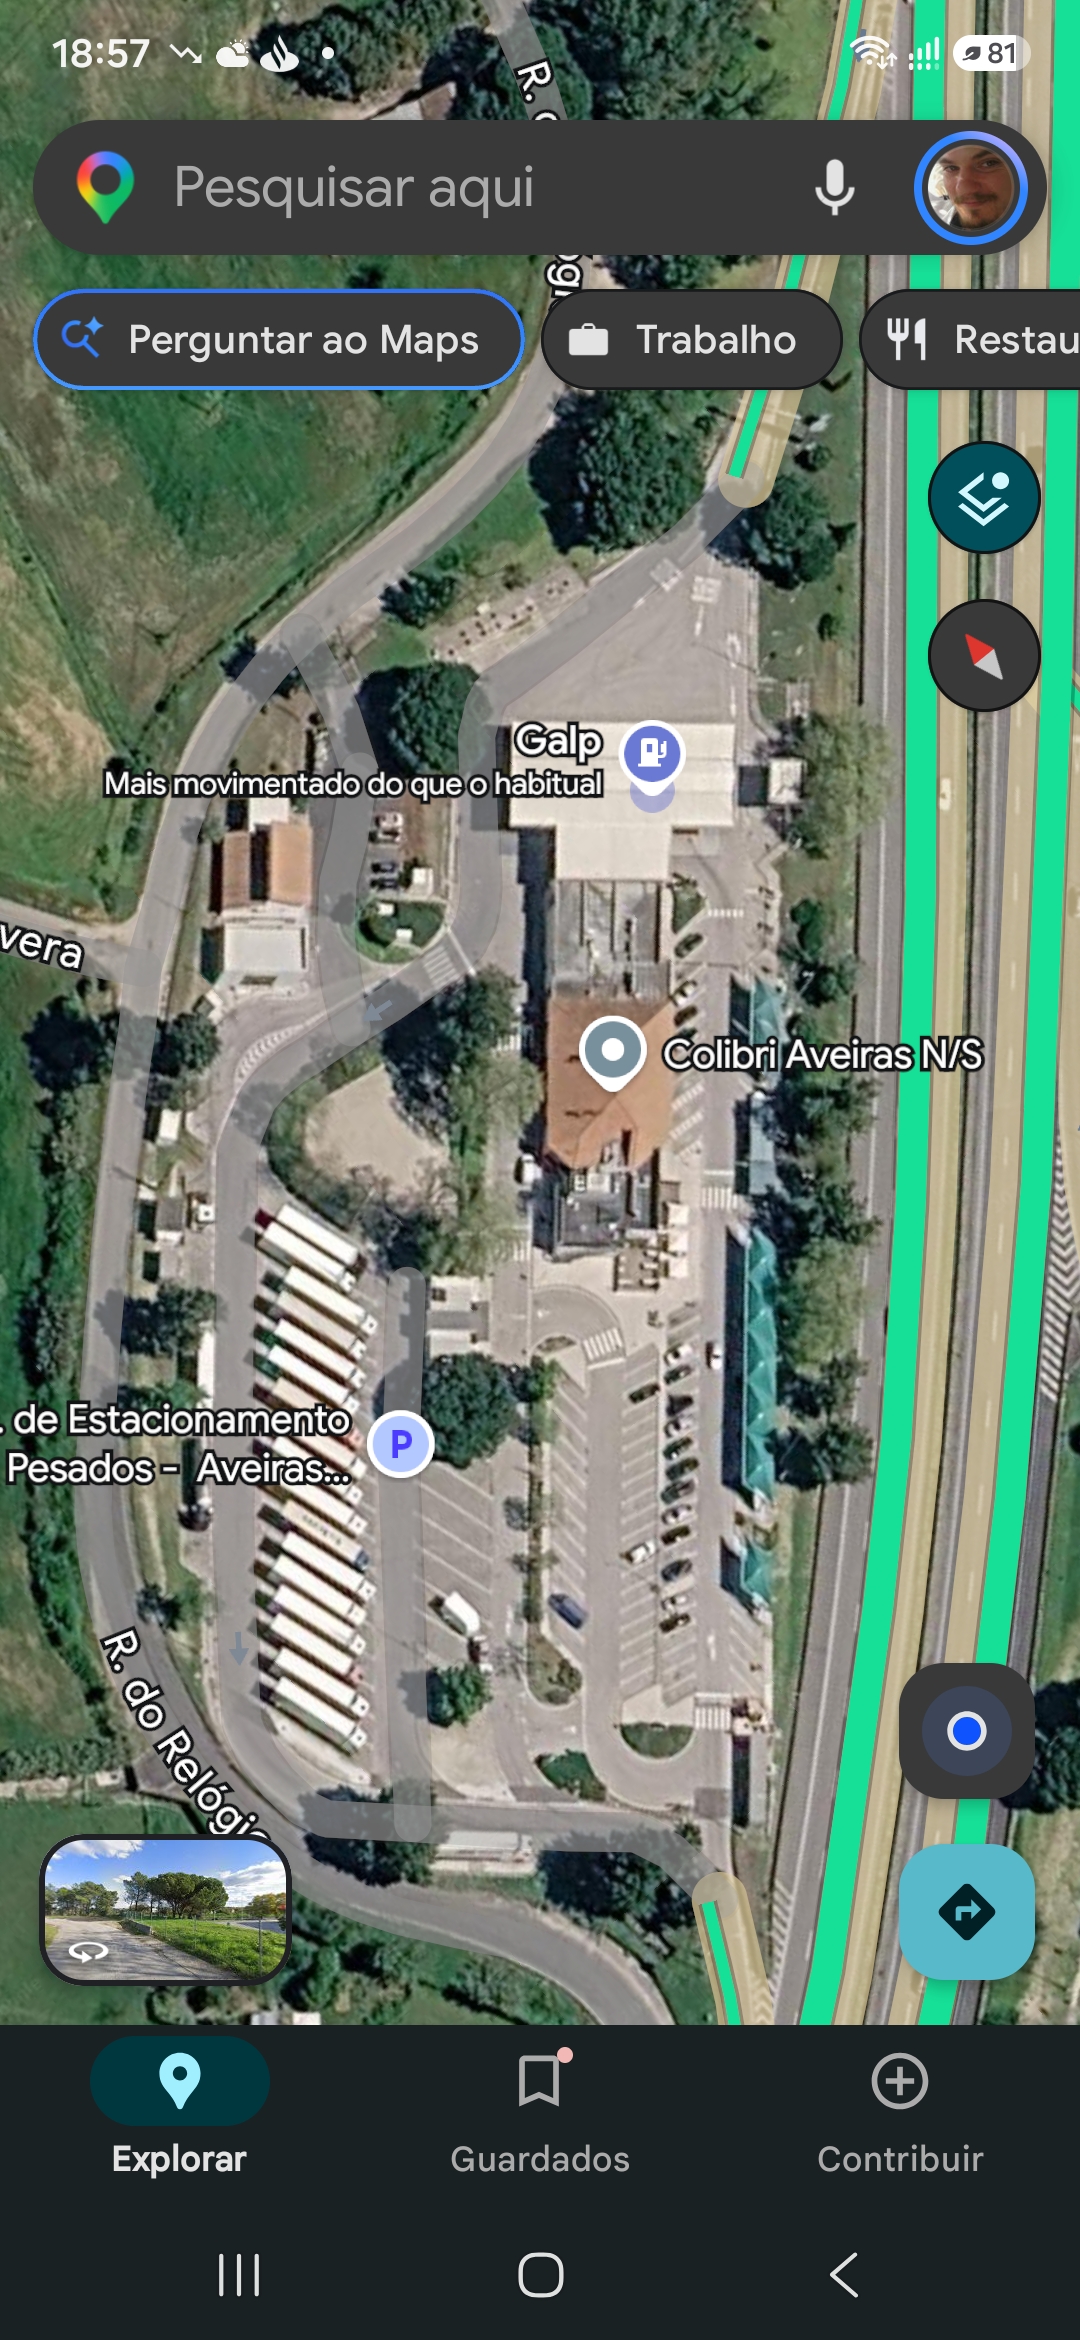 18:57
81
R. d
Pesquisar aqui
ogi
Perguntar ao Maps
Trabalho
Restau
Galp
Mais movimentado do que o habitual
vera
Colibri Aveiras N/S
. de Estacionamento
Pesados - Aveiras...
P
R. do Relógio
Explorar
Guardados
Contribuir